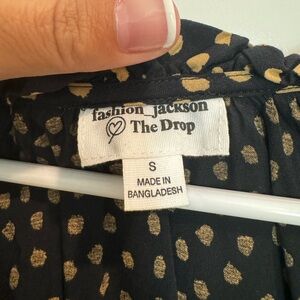 fashion_jackson
The Drop
S
MADE IN
BANGLADESH